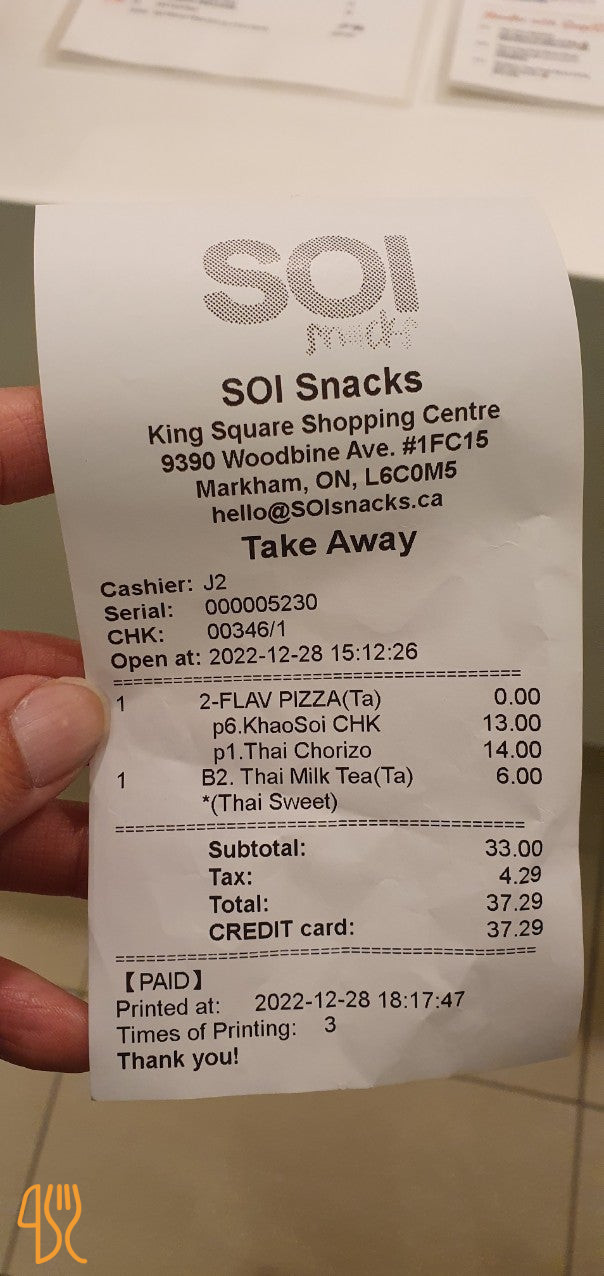 SOI
snacks
SOI Snacks
King Square Shopping Centre
9390 Woodbine Ave. #1FC15
Markham, ON, L6C0M5
hello@SOIsnacks.ca
Take Away
Cashier: J2
Serial: 000005230
CHK: 00346/1
Open at: 2022-12-28 15:12:26
==================================================
1 2-FLAV PIZZA(Ta) 0.00
p6.KhaoSoi CHK 13.00
p1.Thai Chorizo 14.00
1 B2. Thai Milk Tea(Ta) 6.00
*(Thai Sweet)
==================================================
Subtotal: 33.00
Tax: 4.29
Total: 37.29
CREDIT card: 37.29
==================================================
【PAID】
Printed at: 2022-12-28 18:17:47
Times of Printing: 3
Thank you!